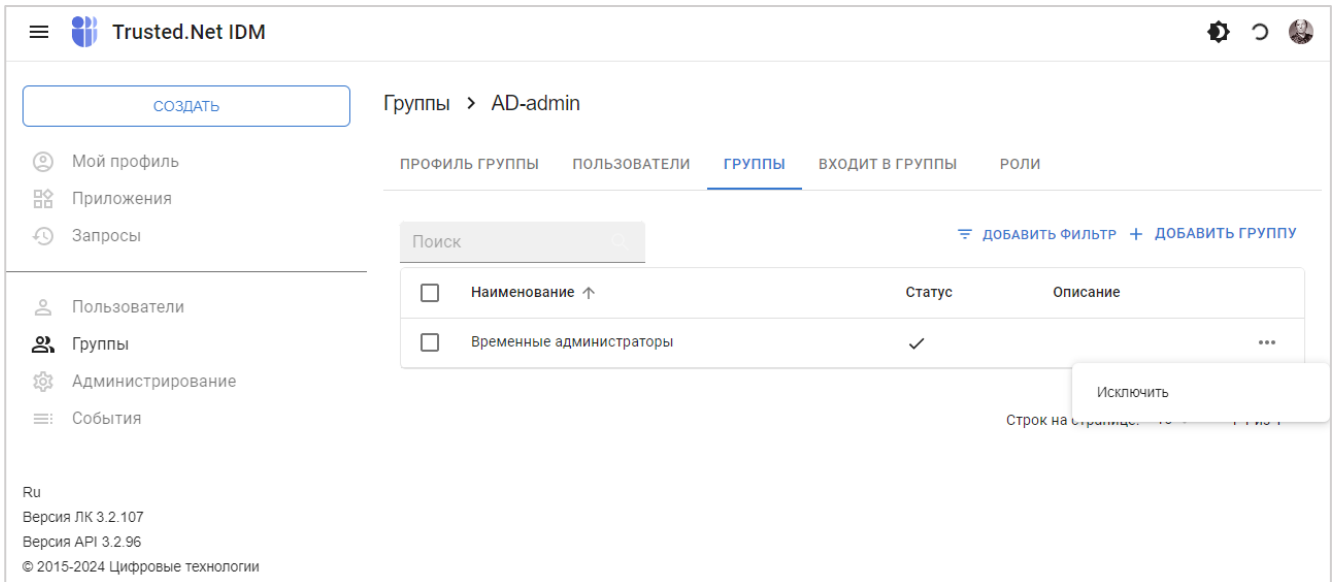 Trusted.Net IDM
СОЗДАТЬ
Группы > AD-admin
Мой профиль
ПРОФИЛЬ ГРУППЫ ПОЛЬЗОВАТЕЛИ ГРУППЫ ВХОДИТ В ГРУППЫ РОЛИ
Приложения
Запросы
Поиск
ДОБАВИТЬ ФИЛЬТР + ДОБАВИТЬ ГРУППУ
Наименование ↑ Статус Описание
Пользователи
Группы
Временные администраторы
Администрирование
Исключить
События
Строк на странице:
Ru
Версия ЛК 3.2.107
Версия API 3.2.96
© 2015-2024 Цифровые технологии